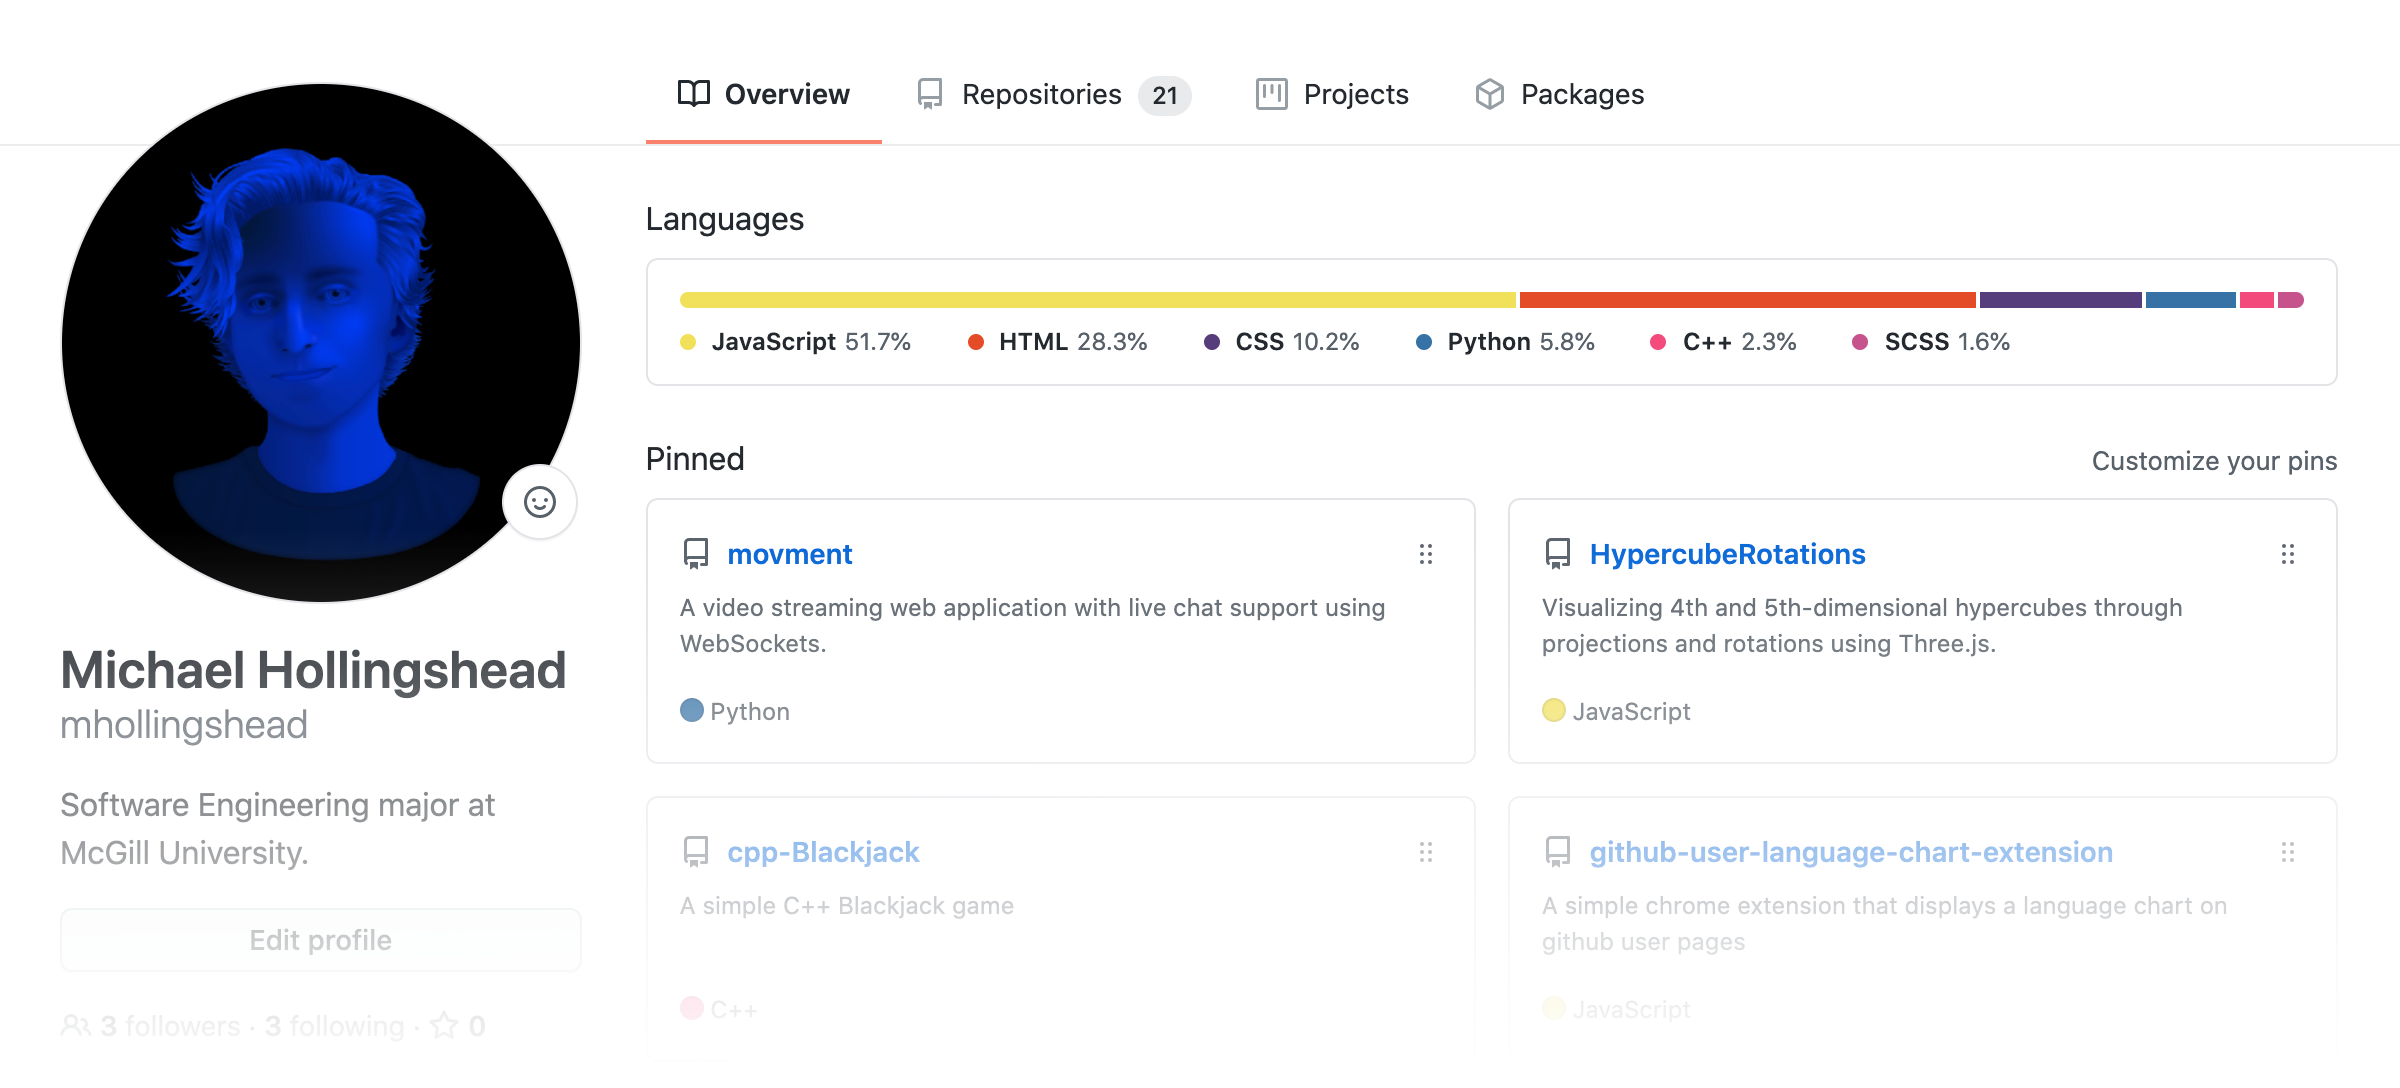 Overview
Repositories 21
Projects
Packages
Michael Hollingshead
mhollingshead
Software Engineering major at
McGill University.
Edit profile
3 followers · 3 following · 0
Languages
JavaScript 51.7%
HTML 28.3%
CSS 10.2%
Python 5.8%
C++ 2.3%
SCSS 1.6%
Pinned
Customize your pins
movment
A video streaming web application with live chat support using
WebSockets.
Python
HypercubeRotations
Visualizing 4th and 5th-dimensional hypercubes through
projections and rotations using Three.js.
JavaScript
cpp-Blackjack
A simple C++ Blackjack game
C++
github-user-language-chart-extension
A simple chrome extension that displays a language chart on
github user pages
JavaScript